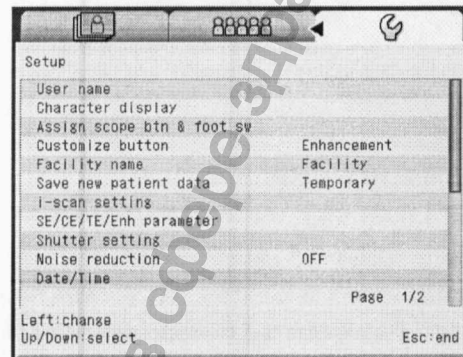 Setup
User name
Character display
Assign scope btn & foot sw
Customize button Enhancement
Facility name Facility
Save new patient data Temporary
i-scan setting
SE/CE/TE/Enh parameter
Shutter setting
Noise reduction OFF
Date/Time
Page 1/2
Left:change
Up/Down:select Esc:end
в сфере здра